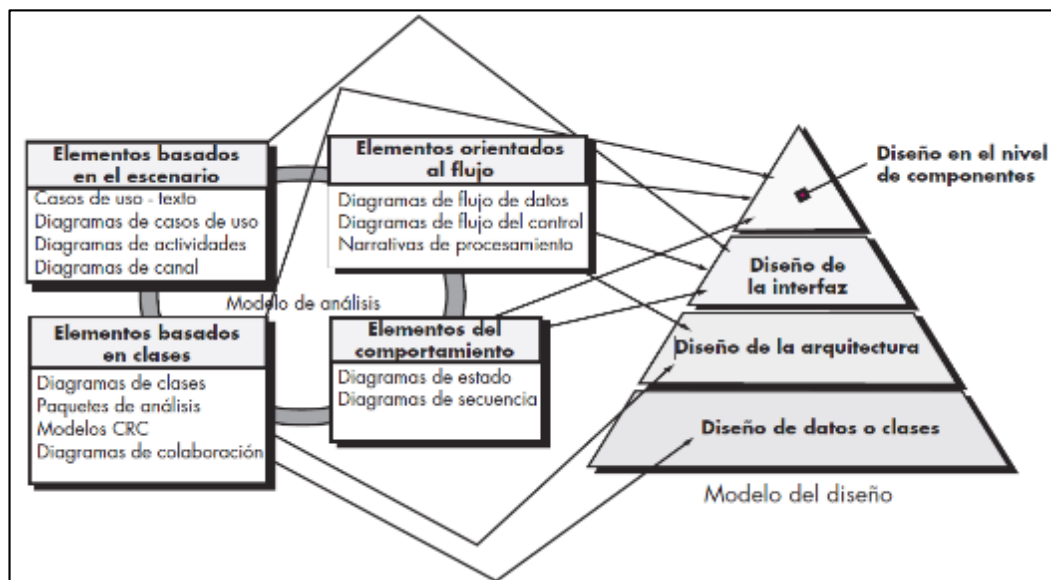 Elementos basados
en el escenario
Casos de uso - texto
Diagramas de casos de uso
Diagramas de actividades
Diagramas de canal
Elementos orientados
al flujo
Diagramas de flujo de datos
Diagramas de flujo del control
Narrativas de procesamiento
Modelo de análisis
Elementos basados
en clases
Diagramas de clases
Paquetes de análisis
Modelos CRC
Diagramas de colaboración
Elementos del
comportamiento
Diagramas de estado
Diagramas de secuencia
Diseño en el nivel
de componentes
Diseño de
la interfaz
Diseño de la arquitectura
Diseño de datos o clases
Modelo del diseño